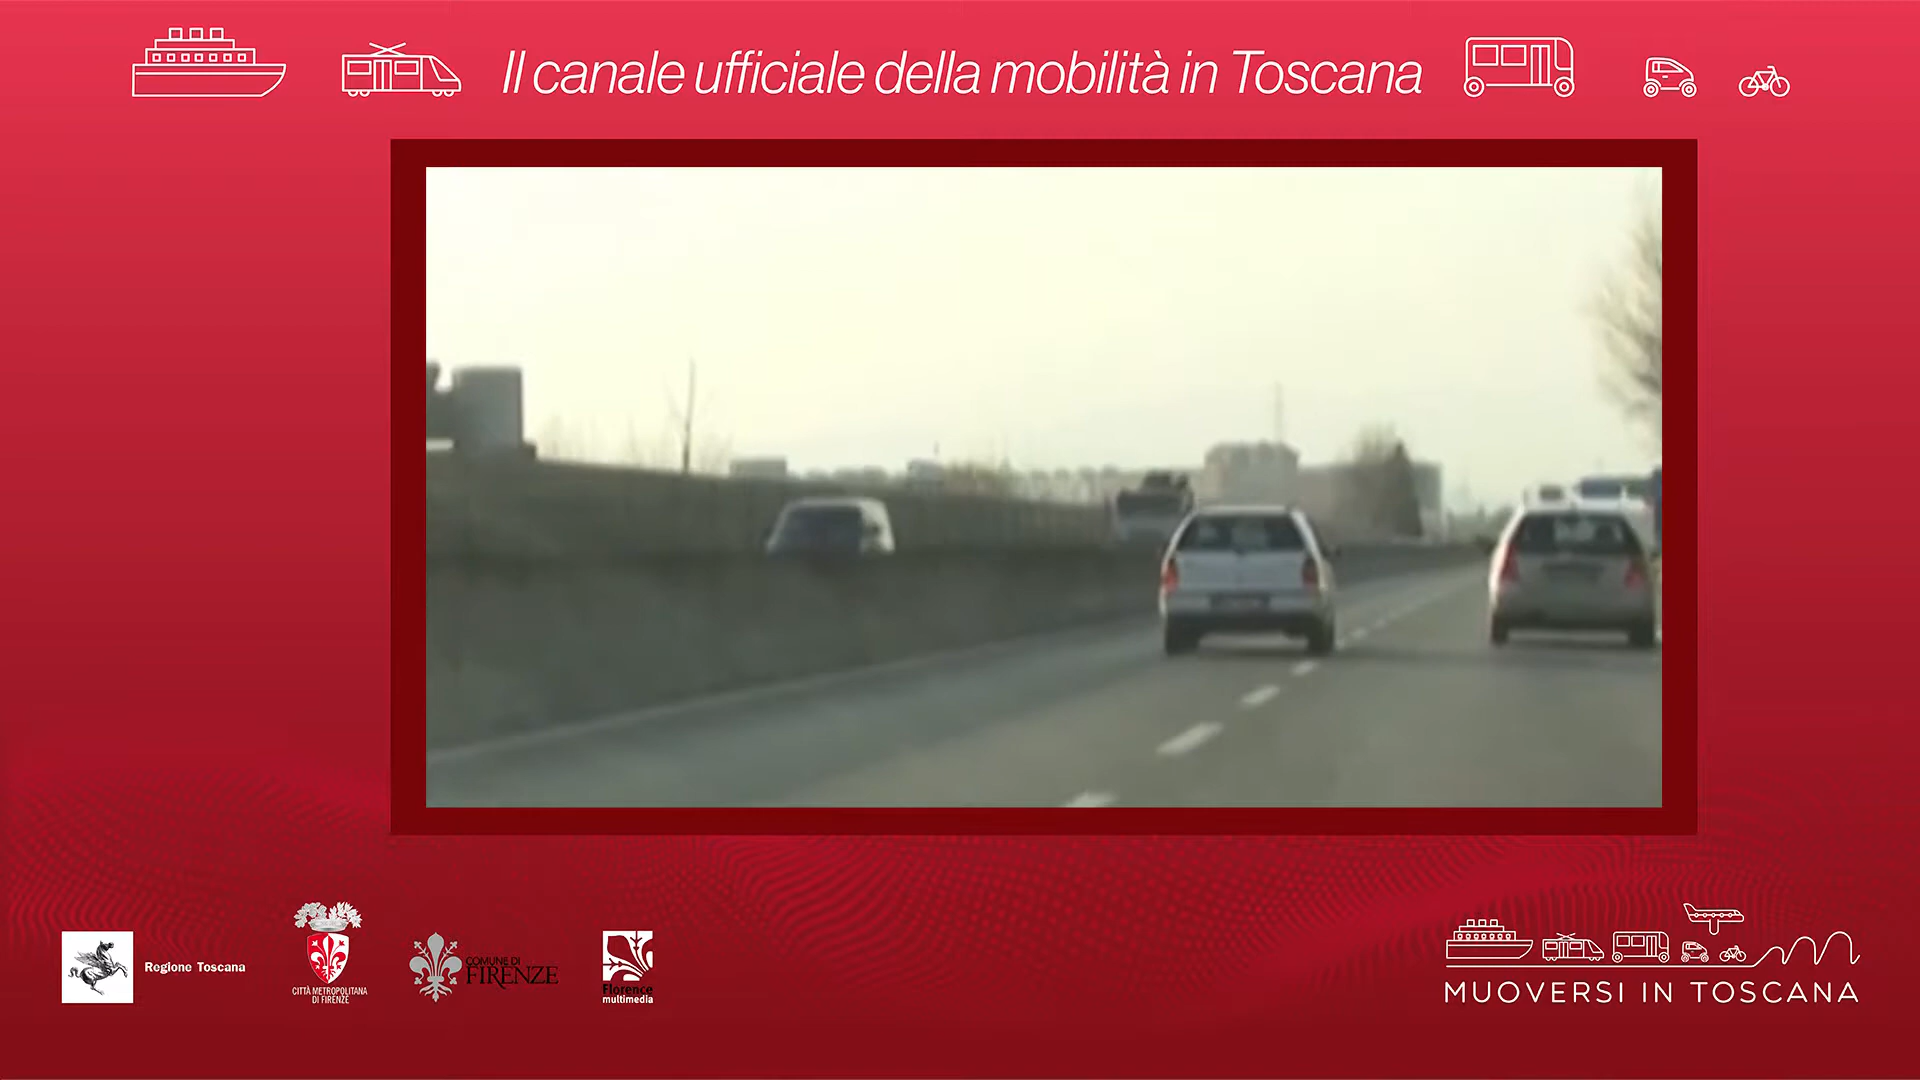 Il canale ufficiale della mobilità in Toscana
Regione Toscana
CITTÀ METROPOLITANA
DI FIRENZE
COMUNE DI
FIRENZE
Florence
multimedia
MUOVERSI IN TOSCANA